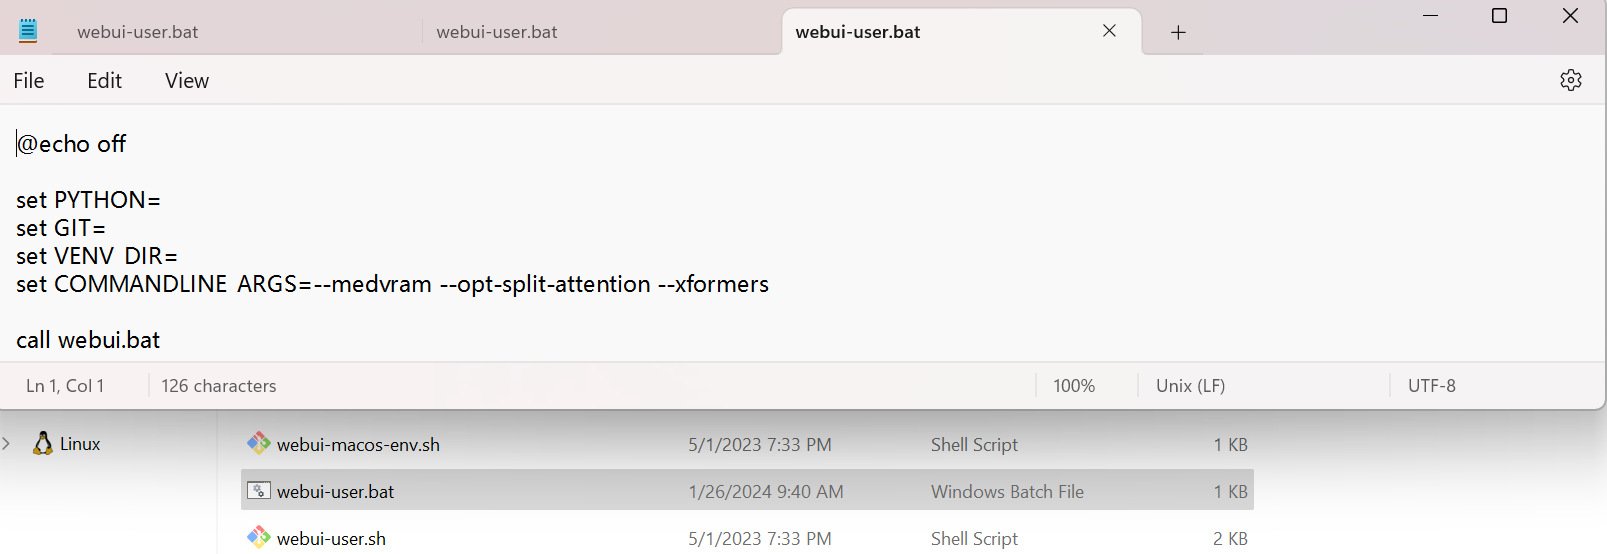 webui-user.bat webui-user.bat webui-user.bat
File Edit View
@echo off
set PYTHON=
set GIT=
set VENV_DIR=
set COMMANDLINE_ARGS=--medvram --opt-split-attention --xformers
call webui.bat
Ln 1, Col 1 126 characters 100% Unix (LF) UTF-8
Linux webui-macos-env.sh 5/1/2023 7:33 PM Shell Script 1 KB
webui-user.bat 1/26/2024 9:40 AM Windows Batch File 1 KB
webui-user.sh 5/1/2023 7:33 PM Shell Script 2 KB